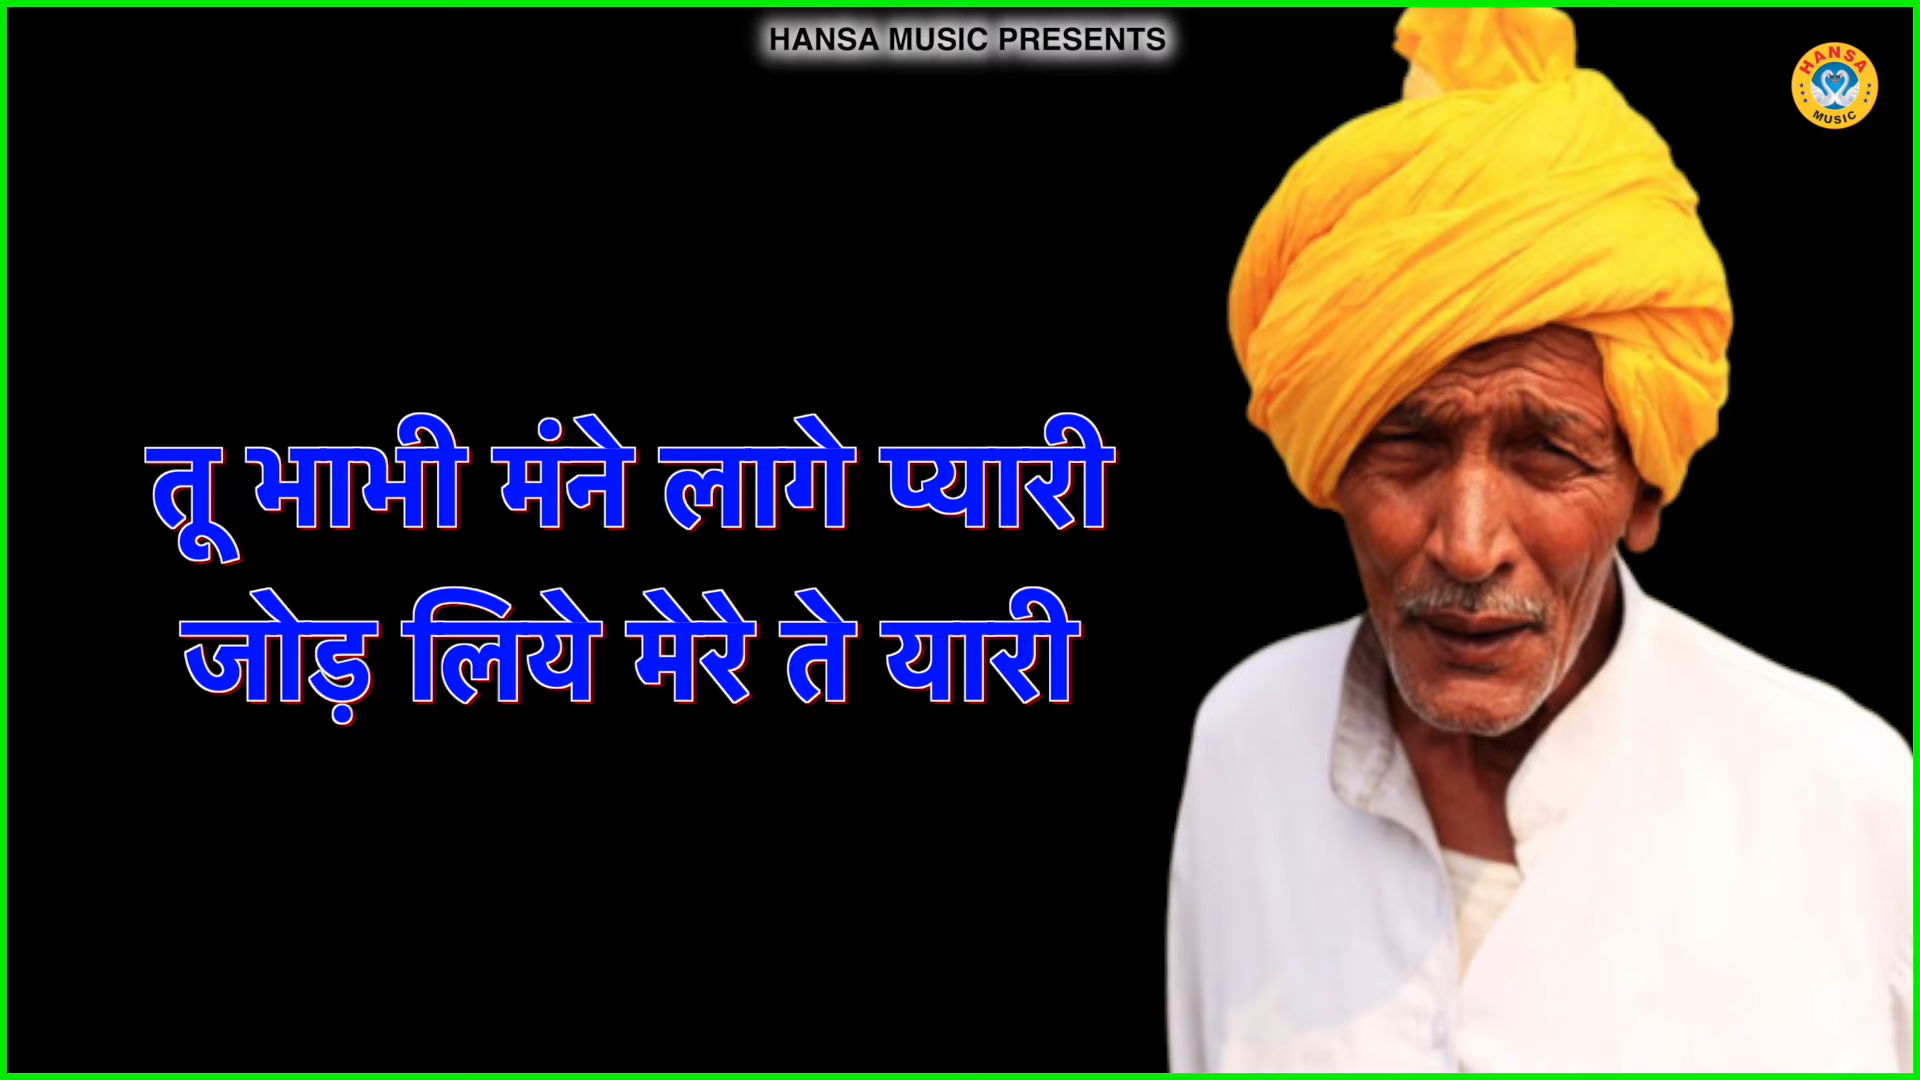 HANSA MUSIC PRESENTS
HANSA
MUSIC
तू भाभी मंने लागे प्यारी
जोड़ लिये मेरे ते यारी